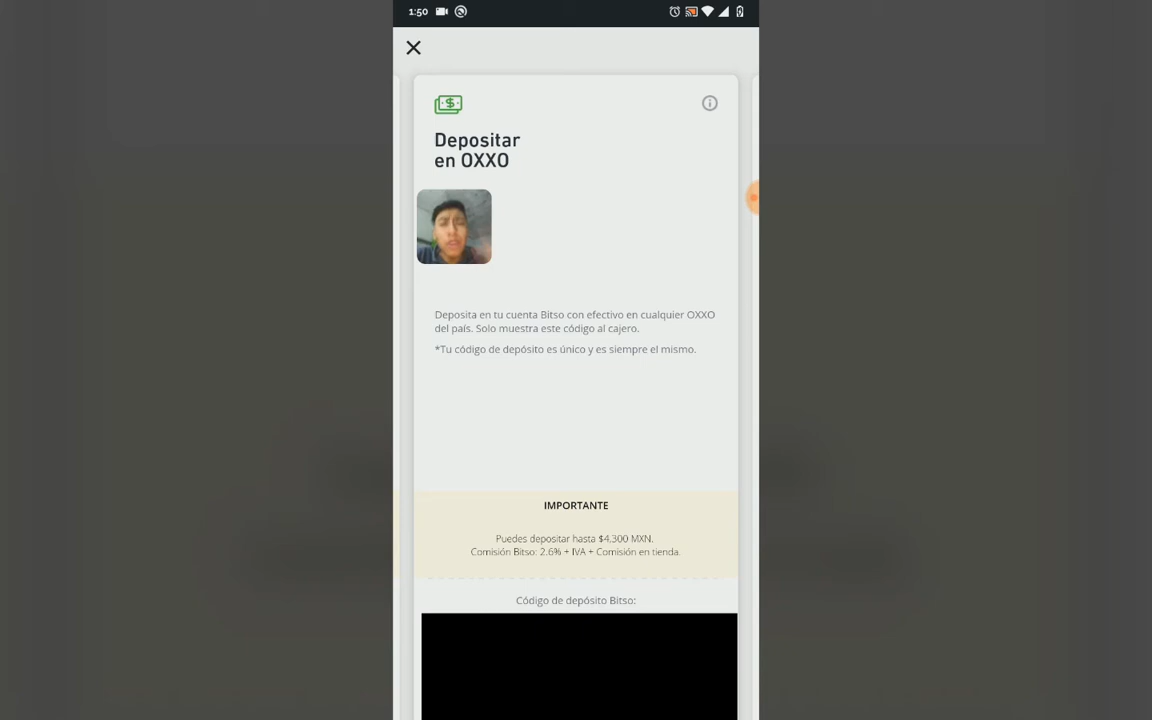 1:50
Depositar
en OXXO
Deposita en tu cuenta Bitso con efectivo en cualquier OXXO
del país. Solo muestra este código al cajero.
*Tu código de depósito es único y es siempre el mismo.
IMPORTANTE
Puedes depositar hasta $4,300 MXN.
Comisión Bitso: 2.6% + IVA + Comisión en tienda.
Código de depósito Bitso: